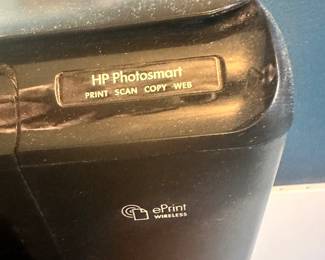 HP Photosmart
PRINT SCAN COPY WEB
ePrint
WIRELESS